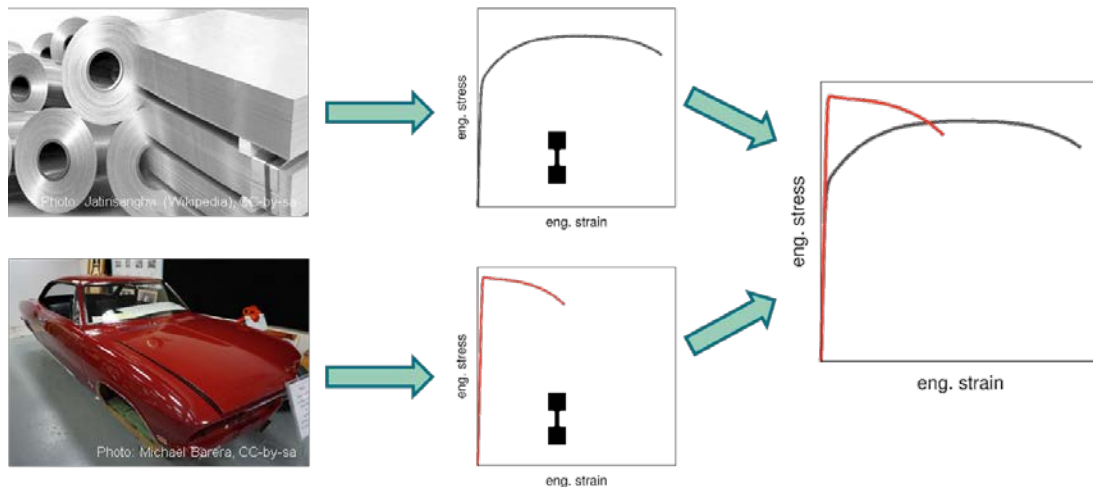 Photo: Jatinsanghvi (Wikipedia), CC-by-sa
eng. stress
eng. strain
Photo: Michael Barera, CC-by-sa
eng. stress
eng. strain
eng. stress
eng. strain